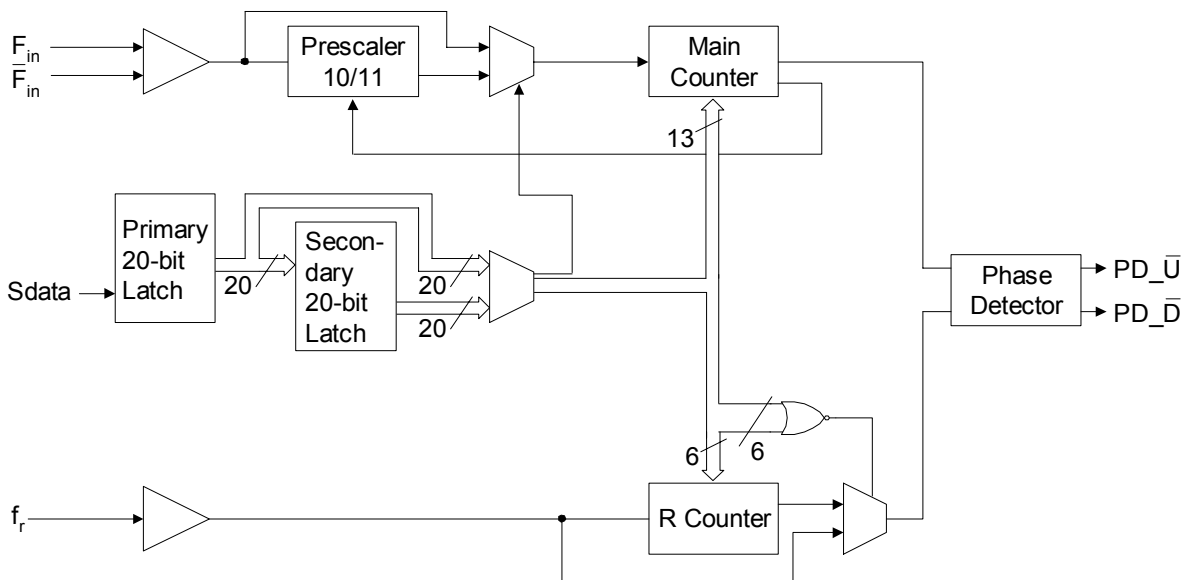 F_in
F̅_in
Prescaler
10/11
Main
Counter
13
Primary
20-bit
Latch
Sdata
20
Secon-
dary
20-bit
Latch
20
20
Phase
Detector
PD_U̅
PD_D̅
6
6
f_r
R Counter